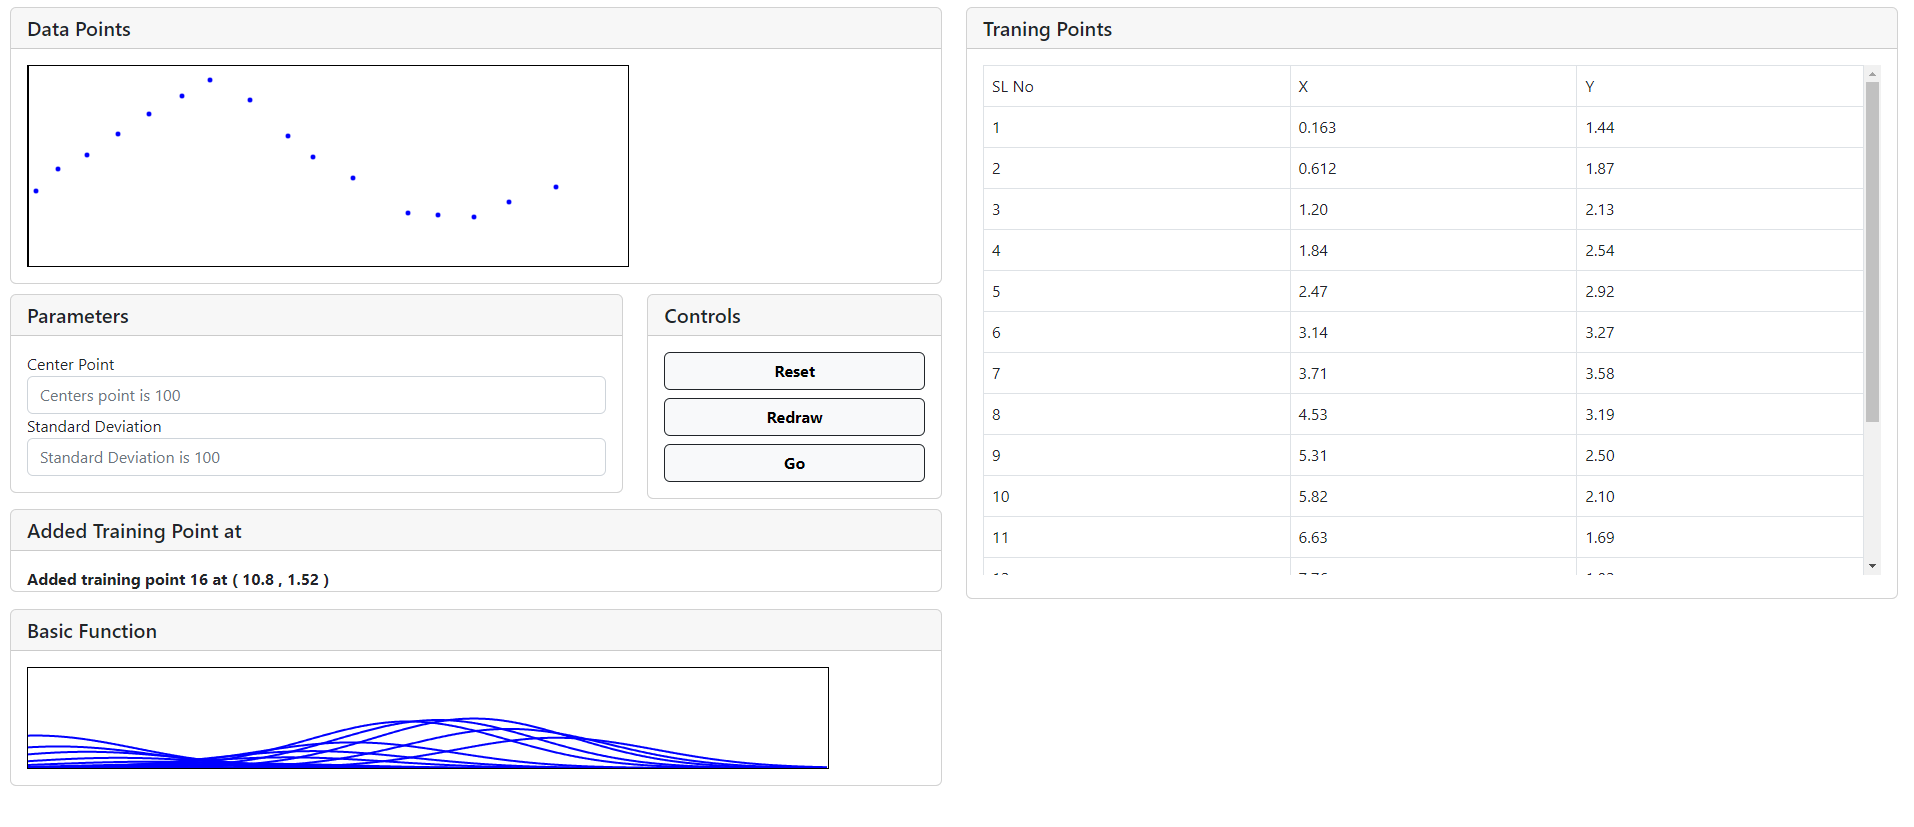 Data Points
Parameters
Center Point
Centers point is 100
Standard Deviation
Standard Deviation is 100
Controls
Reset
Redraw
Go
Added Training Point at
Added training point 16 at ( 10.8 , 1.52 )
Basic Function
Traning Points
SL No X Y
1 0.163 1.44
2 0.612 1.87
3 1.20 2.13
4 1.84 2.54
5 2.47 2.92
6 3.14 3.27
7 3.71 3.58
8 4.53 3.19
9 5.31 2.50
10 5.82 2.10
11 6.63 1.69